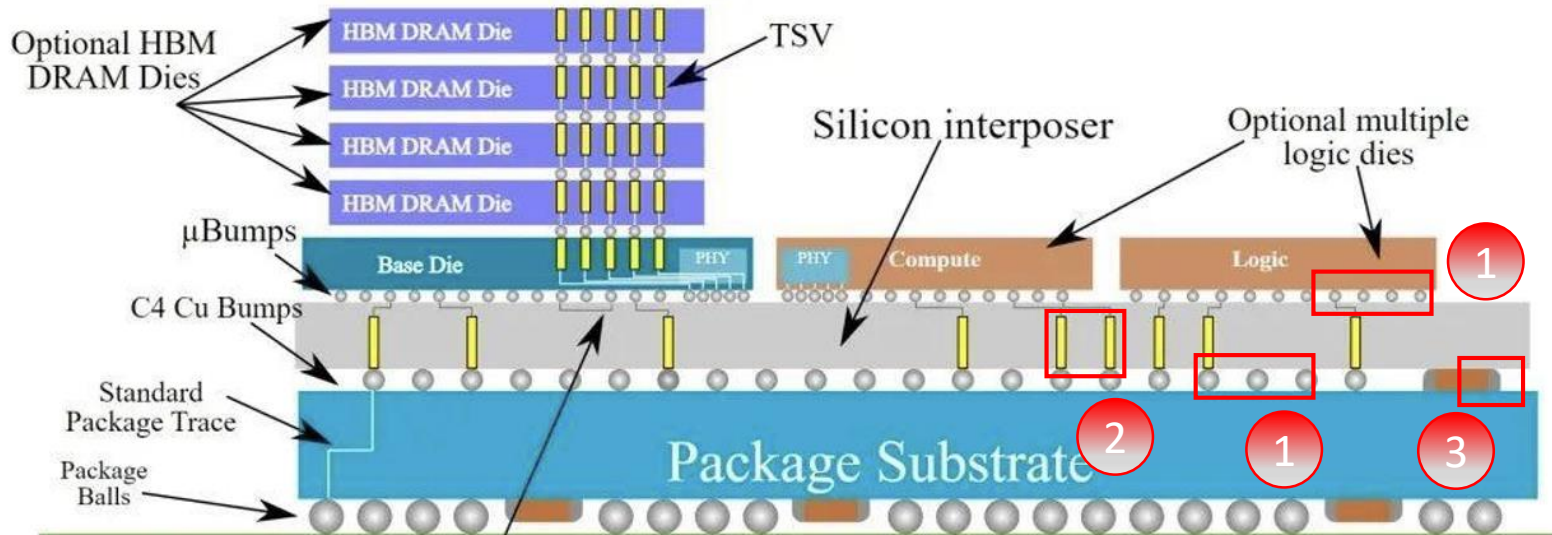 Optional HBM
DRAM Dies
HBM DRAM Die
HBM DRAM Die
HBM DRAM Die
HBM DRAM Die
TSV
Silicon interposer
Optional multiple
logic dies
µBumps
Base Die
PHY
PHY
Compute
Logic
1
C4 Cu Bumps
Standard
Package Trace
Package Substrate
2
1
3
Package
Balls